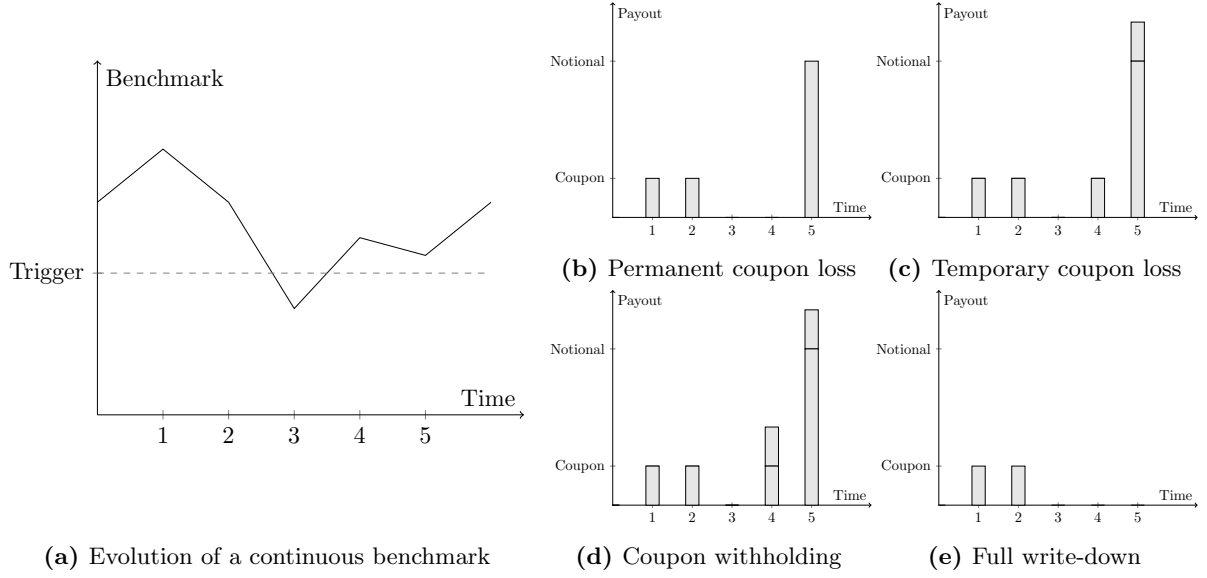 Benchmark
Trigger
Time
1 2 3 4 5
(a) Evolution of a continuous benchmark
Payout
Notional
Coupon
Time
1 2 3 4 5
(b) Permanent coupon loss
Payout
Notional
Coupon
Time
1 2 3 4 5
(c) Temporary coupon loss
Payout
Notional
Coupon
Time
1 2 3 4 5
(d) Coupon withholding
Payout
Notional
Coupon
Time
1 2 3 4 5
(e) Full write-down